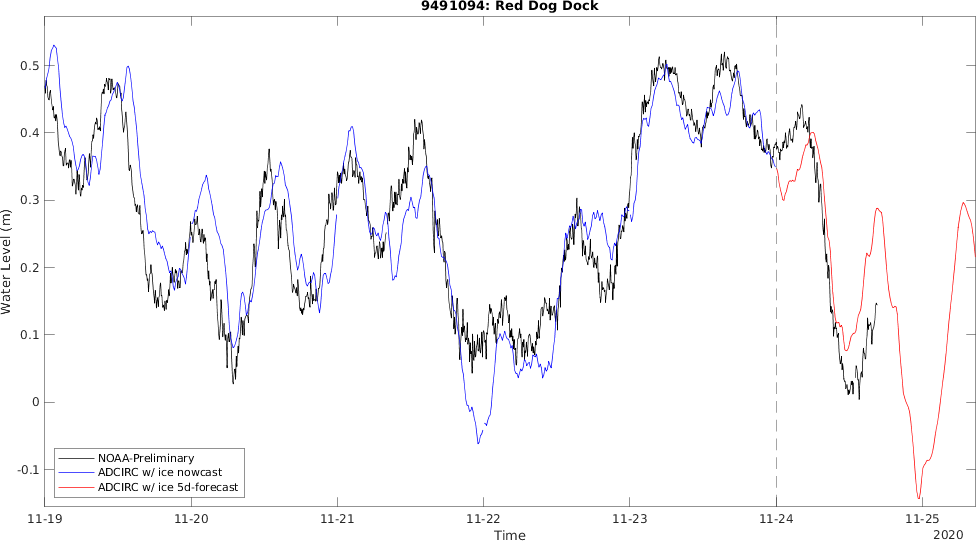 9491094: Red Dog Dock
0.5
0.4
0.3
0.2
0.1
0
-0.1
Water Level (m)
NOAA-Preliminary
ADCIRC w/ ice nowcast
ADCIRC w/ ice 5d-forecast
11-19 11-20 11-21 11-22 11-23 11-24 11-25
Time
2020